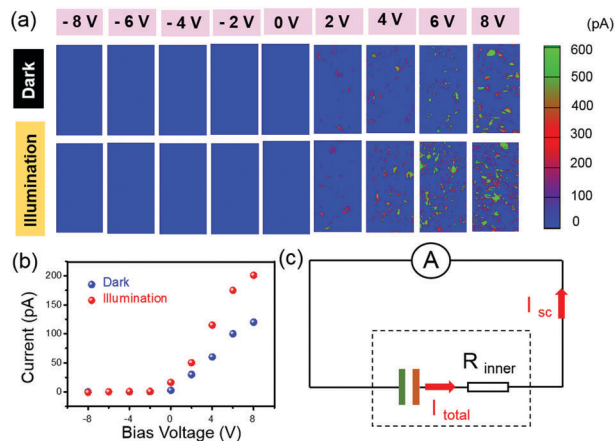 (a)
- 8 V - 6 V - 4 V - 2 V 0 V 2 V 4 V 6 V 8 V
(pA)
Dark
Illumination
600
500
400
300
200
100
0
(b)
Dark
Illumination
Current (pA)
200
150
100
50
0
-8 -4 0 4 8
Bias Voltage (V)
(c)
A
I sc
R inner
I total